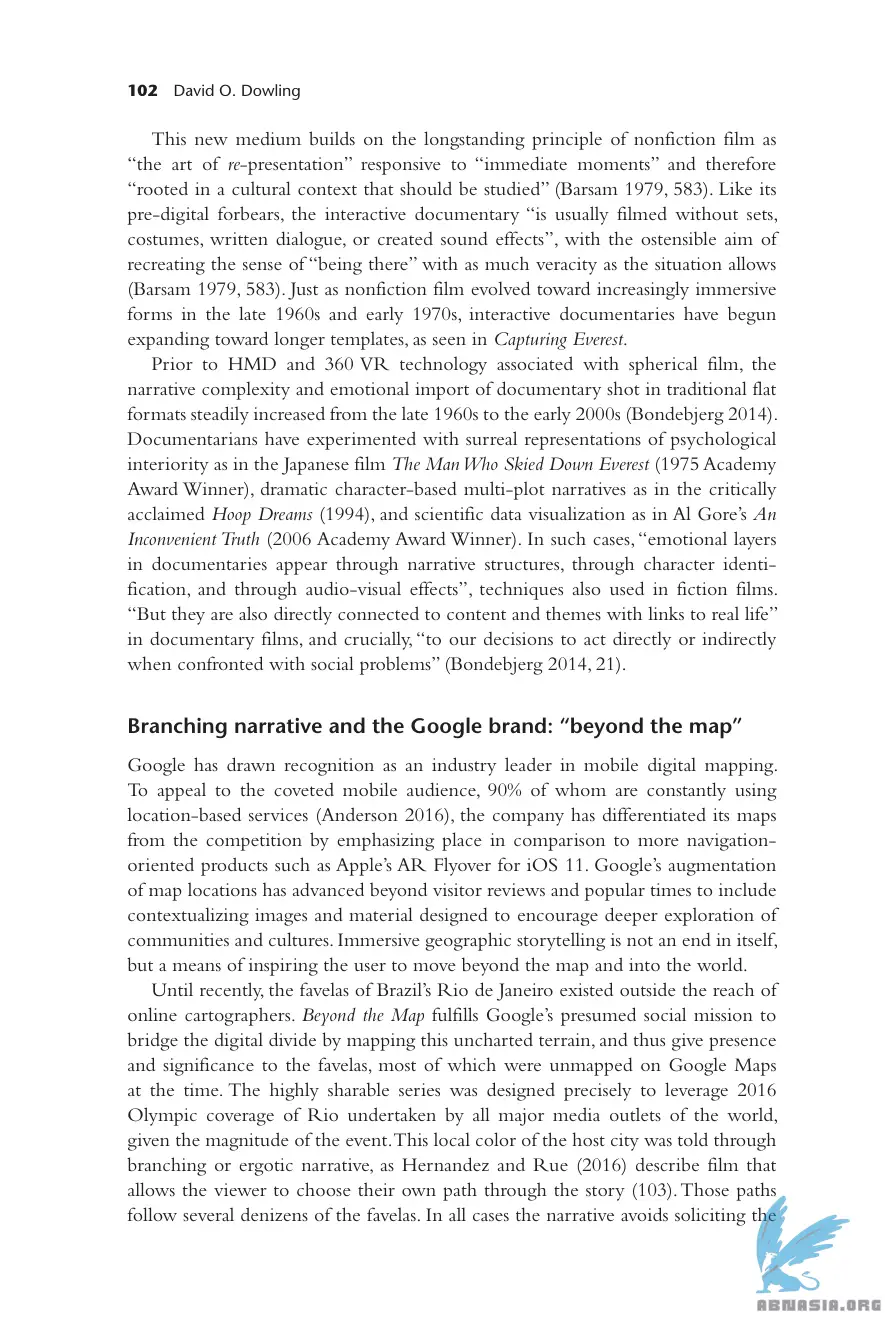 102 David O. Dowling
This new medium builds on the longstanding principle of nonfiction film as
“the art of re-presentation” responsive to “immediate moments” and therefore
“rooted in a cultural context that should be studied” (Barsam 1979, 583). Like its
pre-digital forbears, the interactive documentary “is usually filmed without sets,
costumes, written dialogue, or created sound effects”, with the ostensible aim of
recreating the sense of “being there” with as much veracity as the situation allows
(Barsam 1979, 583). Just as nonfiction film evolved toward increasingly immersive
forms in the late 1960s and early 1970s, interactive documentaries have begun
expanding toward longer templates, as seen in Capturing Everest.
Prior to HMD and 360 VR technology associated with spherical film, the
narrative complexity and emotional import of documentary shot in traditional flat
formats steadily increased from the late 1960s to the early 2000s (Bondebjerg 2014).
Documentarians have experimented with surreal representations of psychological
interiority as in the Japanese film The Man Who Skied Down Everest (1975 Academy
Award Winner), dramatic character-based multi-plot narratives as in the critically
acclaimed Hoop Dreams (1994), and scientific data visualization as in Al Gore’s An
Inconvenient Truth (2006 Academy Award Winner). In such cases, “emotional layers
in documentaries appear through narrative structures, through character identi-
fication, and through audio-visual effects”, techniques also used in fiction films.
“But they are also directly connected to content and themes with links to real life”
in documentary films, and crucially, “to our decisions to act directly or indirectly
when confronted with social problems” (Bondebjerg 2014, 21).
Branching narrative and the Google brand: “beyond the map”
Google has drawn recognition as an industry leader in mobile digital mapping.
To appeal to the coveted mobile audience, 90% of whom are constantly using
location-based services (Anderson 2016), the company has differentiated its maps
from the competition by emphasizing place in comparison to more navigation-
oriented products such as Apple’s AR Flyover for iOS 11. Google’s augmentation
of map locations has advanced beyond visitor reviews and popular times to include
contextualizing images and material designed to encourage deeper exploration of
communities and cultures. Immersive geographic storytelling is not an end in itself,
but a means of inspiring the user to move beyond the map and into the world.
Until recently, the favelas of Brazil’s Rio de Janeiro existed outside the reach of
online cartographers. Beyond the Map fulfills Google’s presumed social mission to
bridge the digital divide by mapping this uncharted terrain, and thus give presence
and significance to the favelas, most of which were unmapped on Google Maps
at the time. The highly sharable series was designed precisely to leverage 2016
Olympic coverage of Rio undertaken by all major media outlets of the world,
given the magnitude of the event. This local color of the host city was told through
branching or ergotic narrative, as Hernandez and Rue (2016) describe film that
allows the viewer to choose their own path through the story (103). Those paths
follow several denizens of the favelas. In all cases the narrative avoids soliciting the
ABNASIA.ORG